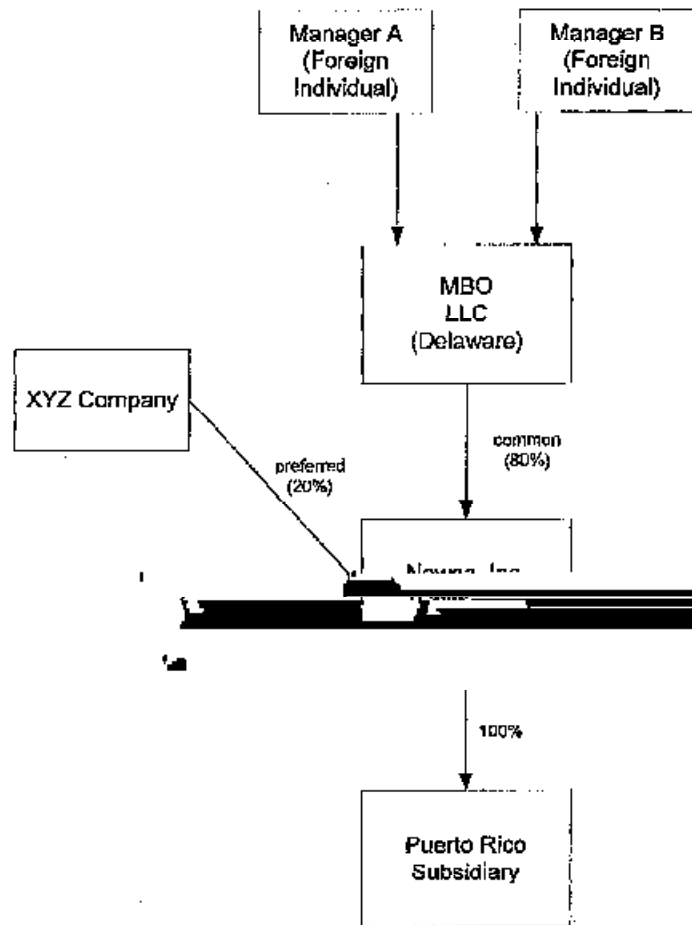 Manager A
(Foreign
Individual)
Manager B
(Foreign
Individual)
MBO
LLC
(Delaware)
XYZ Company
common
(80%)
preferred
(20%)
Inc
100%
Puerto Rico
Subsidiary